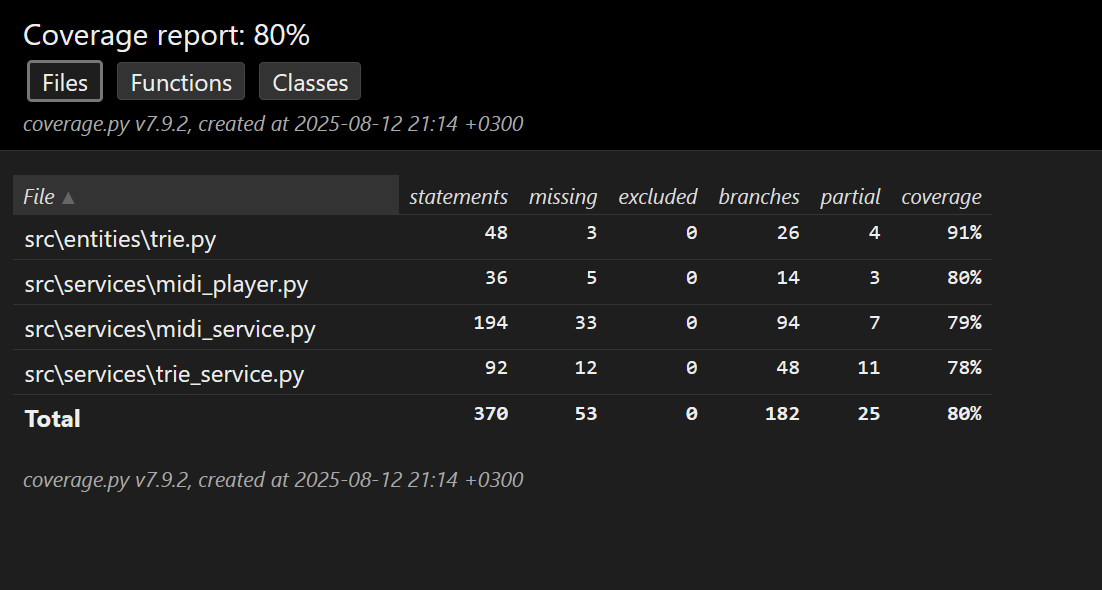 Coverage report: 80%
Files Functions Classes
coverage.py v7.9.2, created at 2025-08-12 21:14 +0300
File ▲ statements missing excluded branches partial coverage
src\entities\trie.py 48 3 0 26 4 91%
src\services\midi_player.py 36 5 0 14 3 80%
src\services\midi_service.py 194 33 0 94 7 79%
src\services\trie_service.py 92 12 0 48 11 78%
Total 370 53 0 182 25 80%
coverage.py v7.9.2, created at 2025-08-12 21:14 +0300